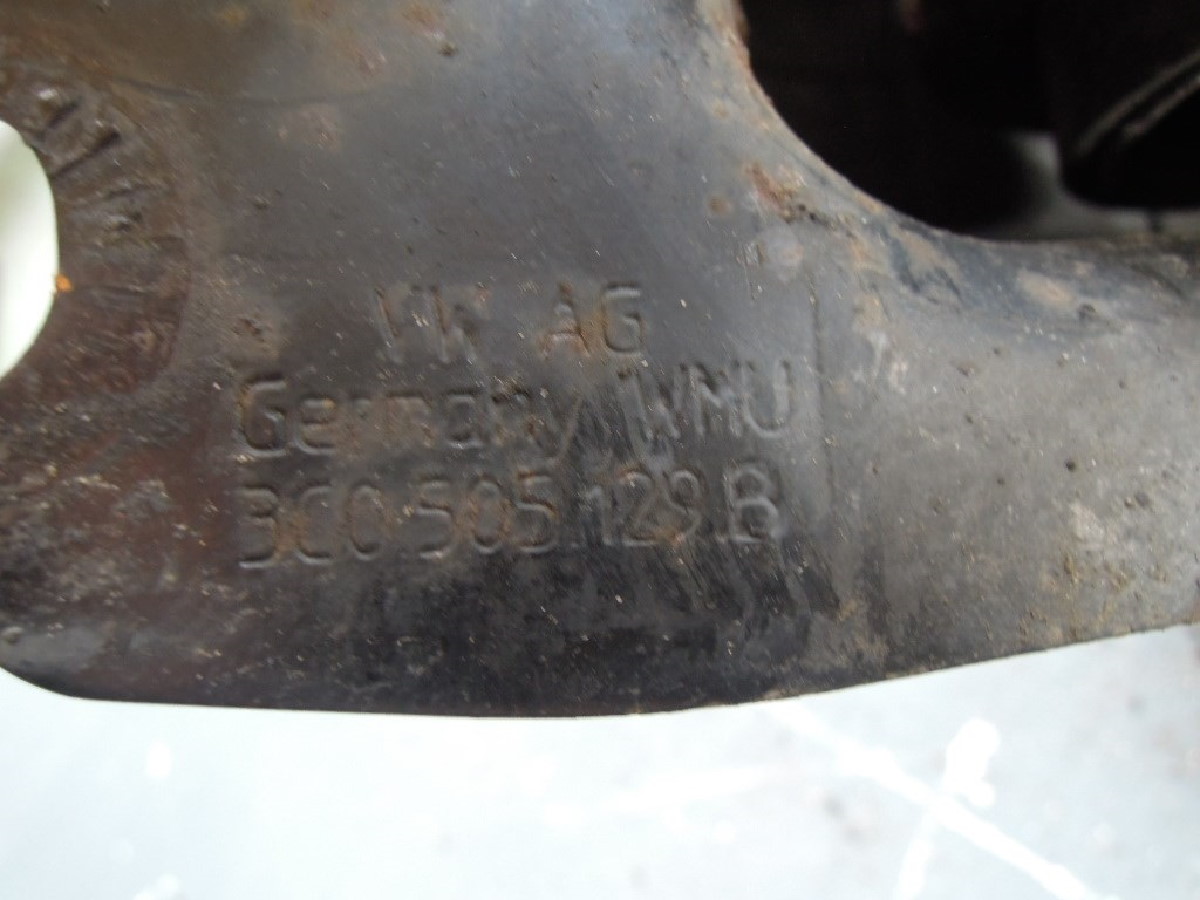 VW AG
Germany WMU
3C0 505 129 B